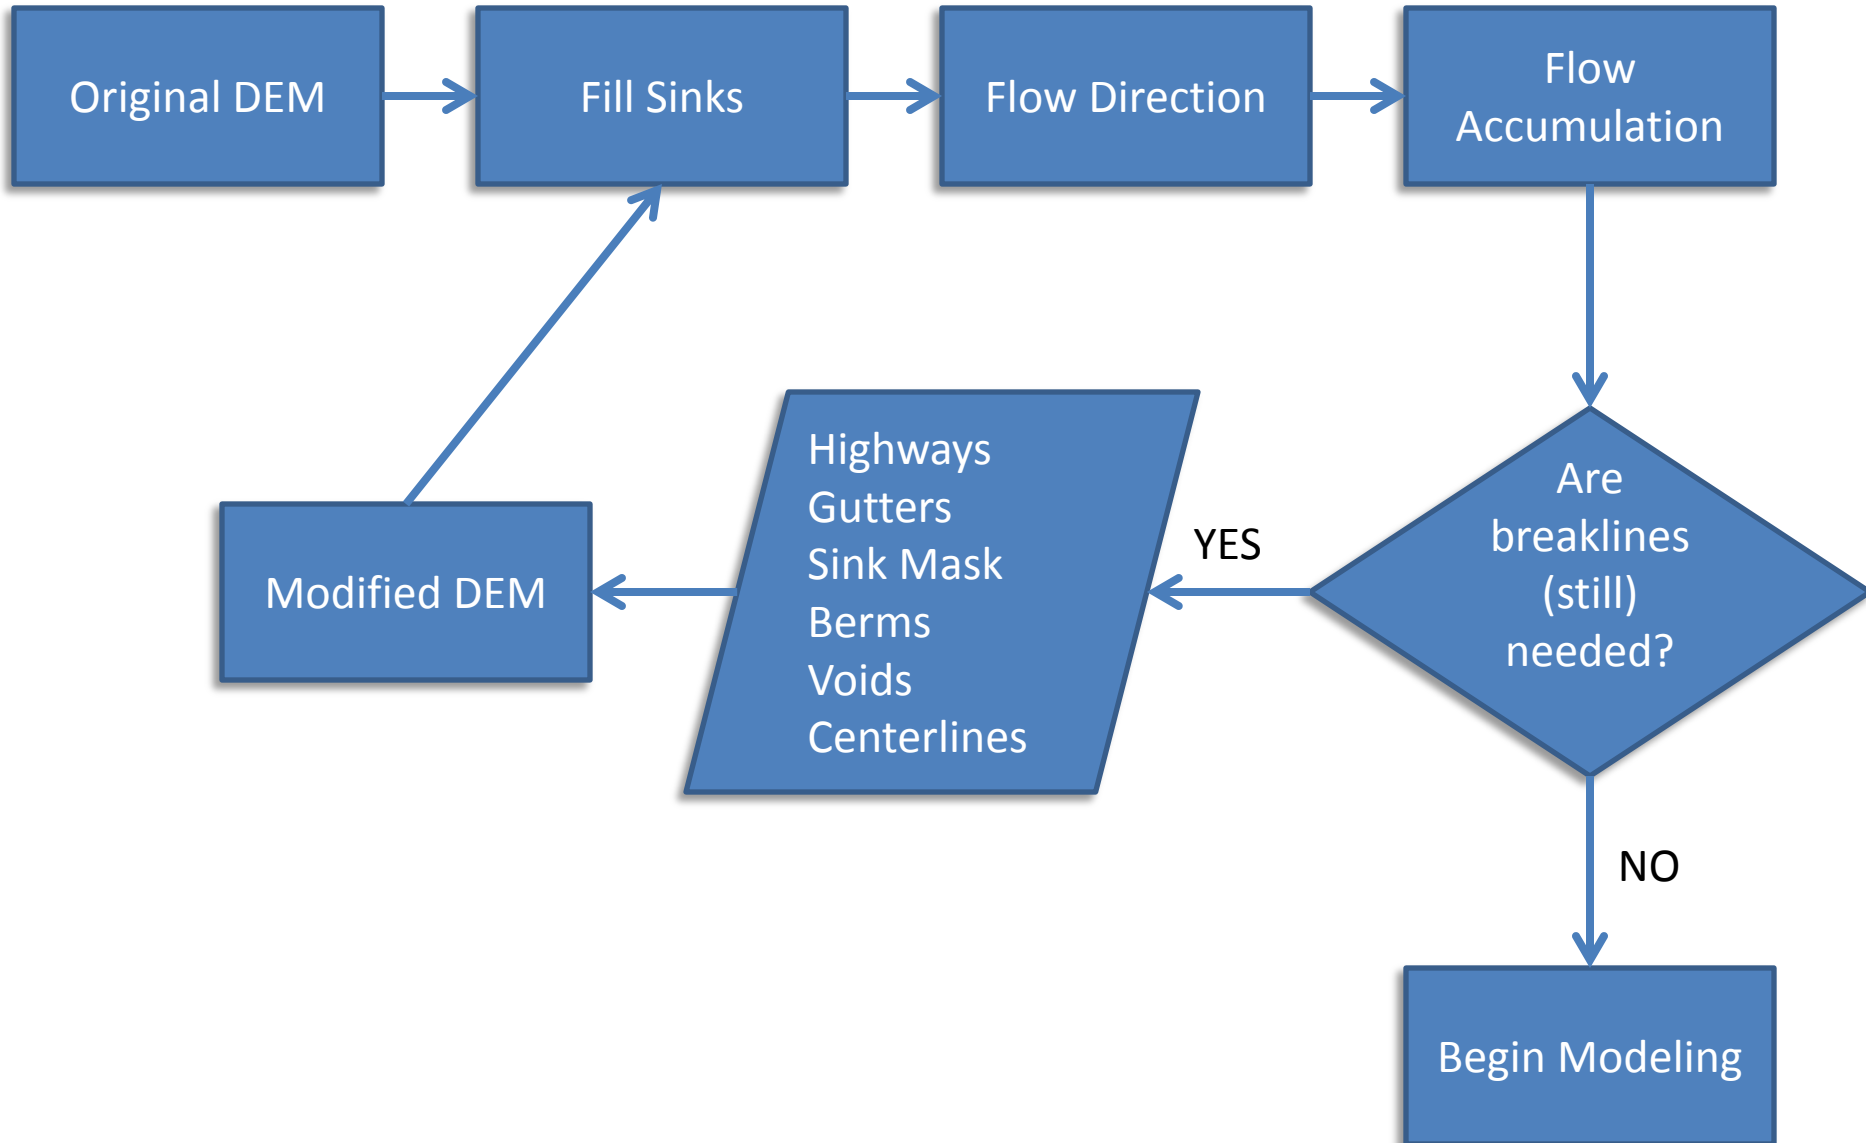 Original DEM
Fill Sinks
Flow Direction
Flow
Accumulation
Highways
Gutters
Sink Mask
Berms
Voids
Centerlines
YES
Are
breaklines
(still)
needed?
Modified DEM
NO
Begin Modeling